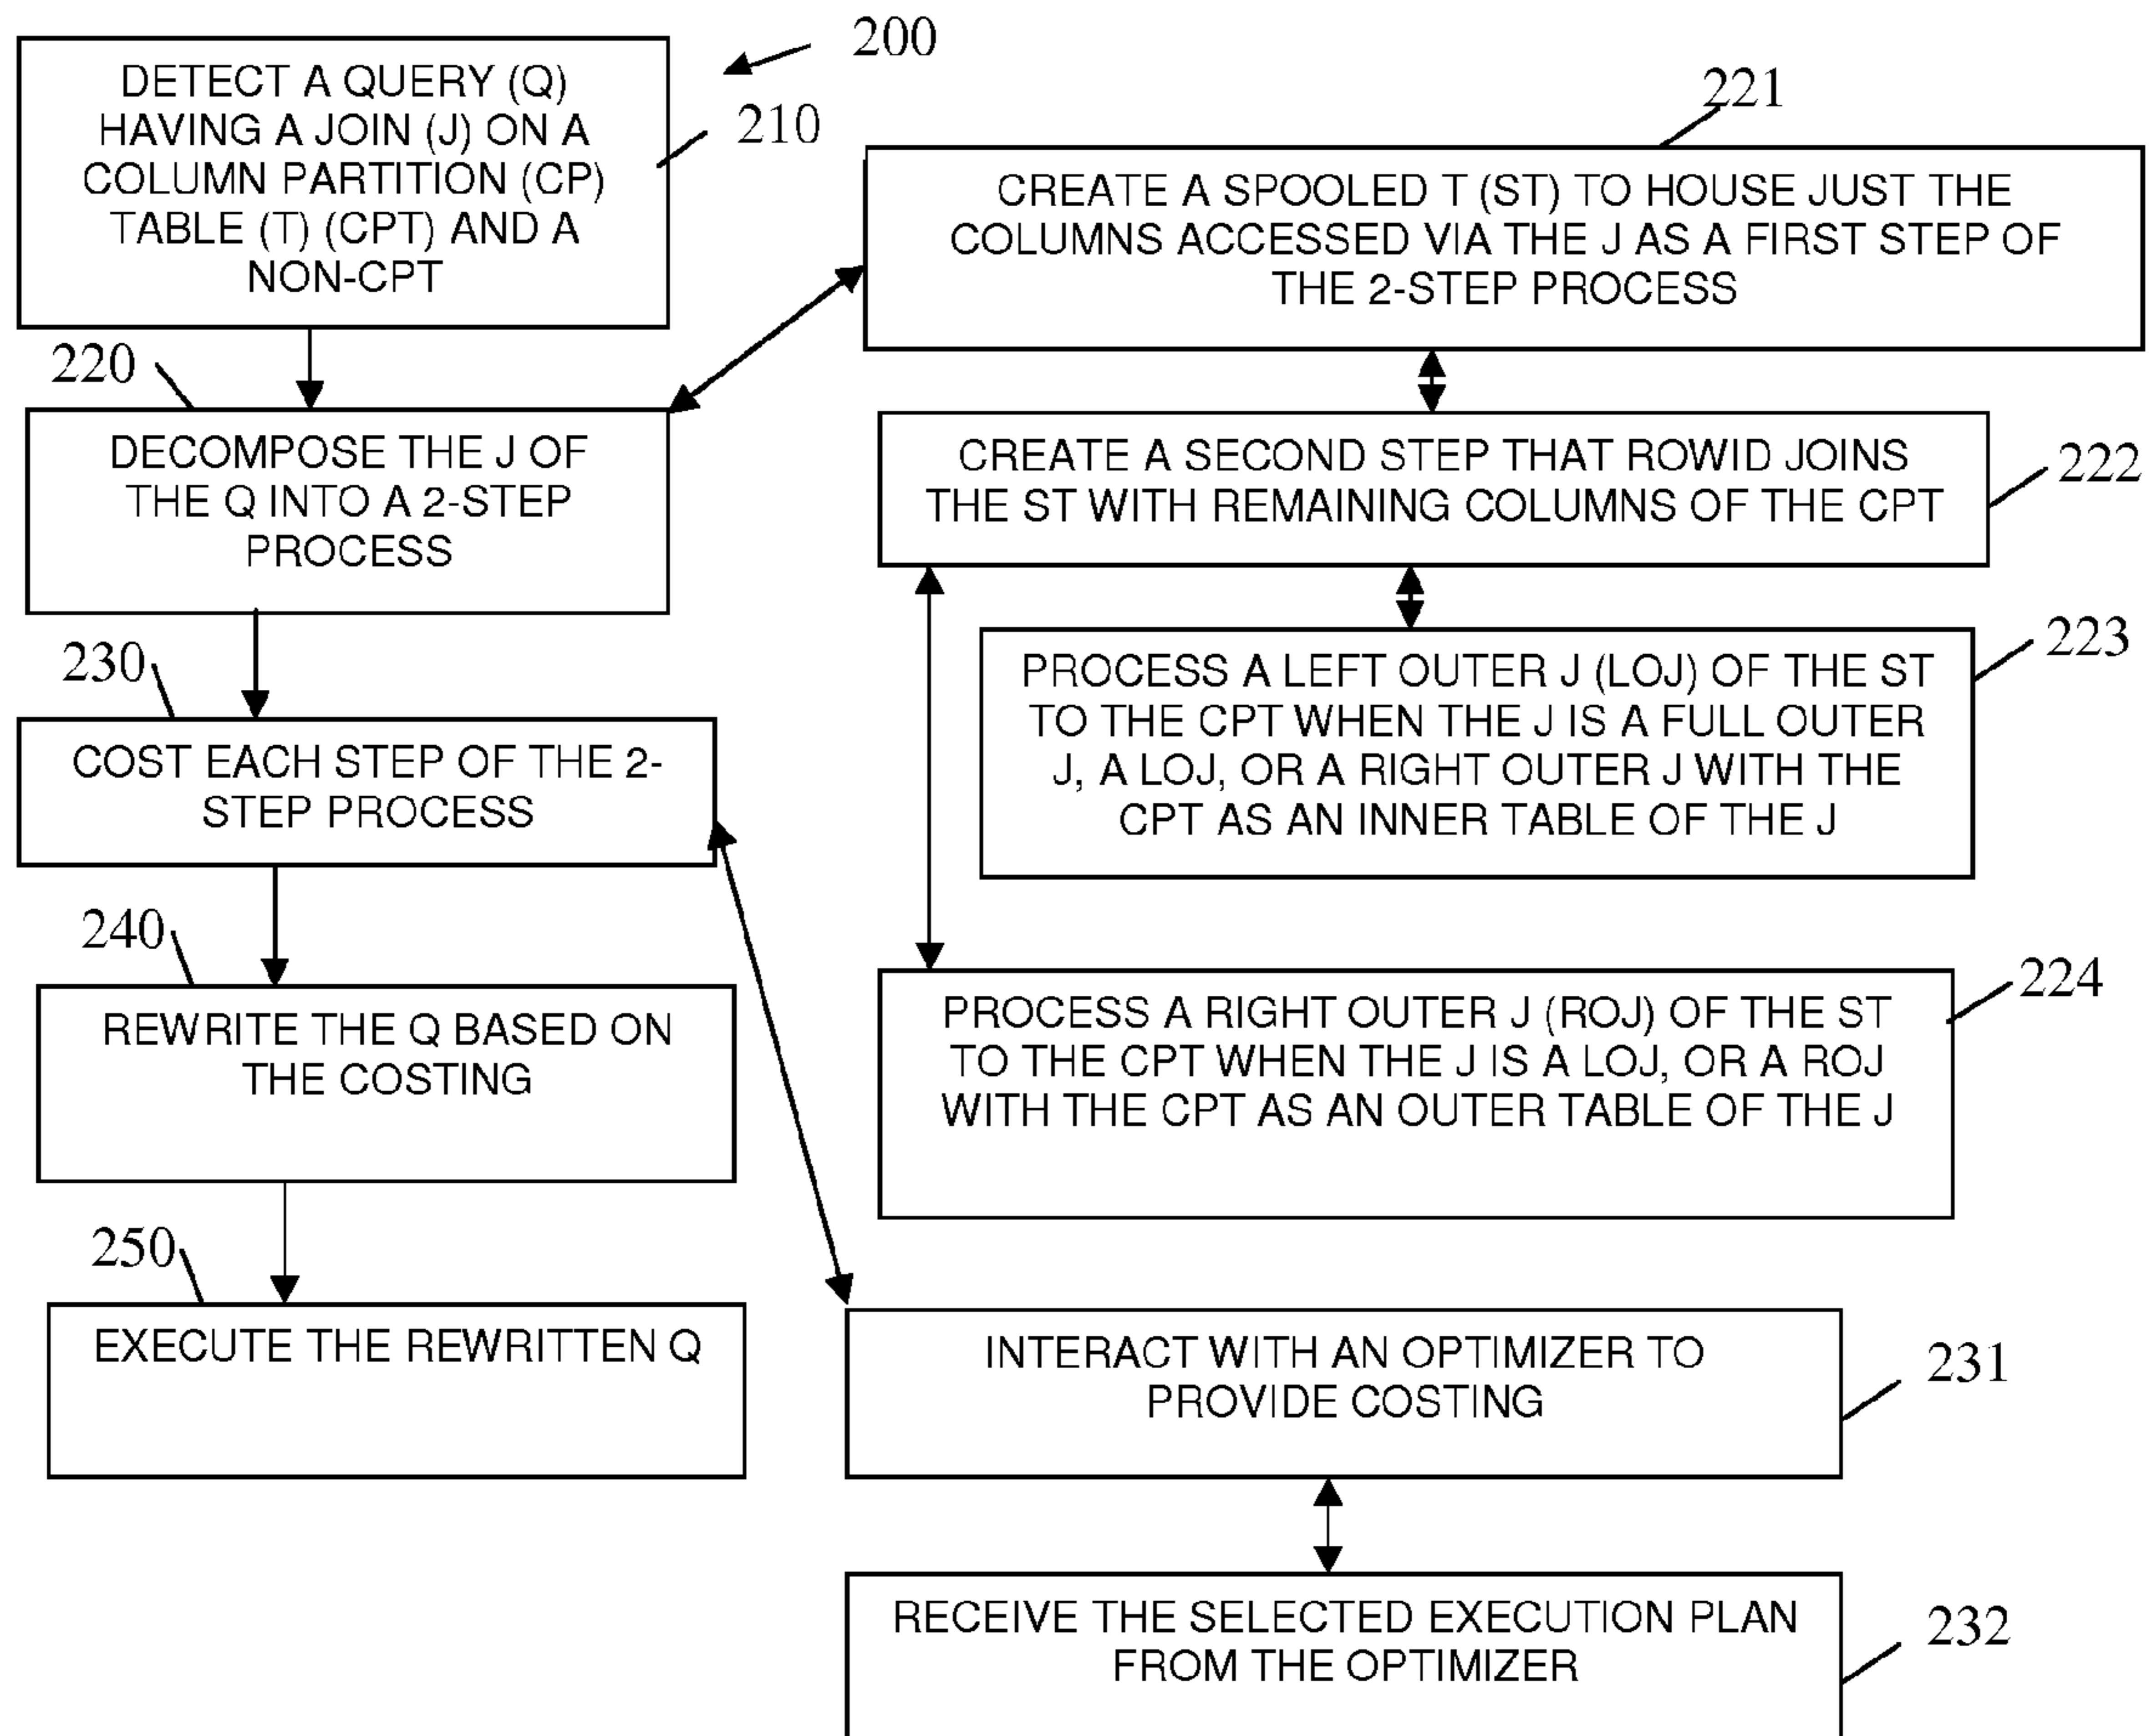 200
DETECT A QUERY (Q)
HAVING A JOIN (J) ON A
COLUMN PARTITION (CP)
TABLE (T) (CPT) AND A
NON-CPT
210
220
DECOMPOSE THE J OF
THE Q INTO A 2-STEP
PROCESS
221
CREATE A SPOOLED T (ST) TO HOUSE JUST THE
COLUMNS ACCESSED VIA THE J AS A FIRST STEP OF
THE 2-STEP PROCESS
CREATE A SECOND STEP THAT ROWID JOINS
THE ST WITH REMAINING COLUMNS OF THE CPT
222
PROCESS A LEFT OUTER J (LOJ) OF THE ST
TO THE CPT WHEN THE J IS A FULL OUTER
J, A LOJ, OR A RIGHT OUTER J WITH THE
CPT AS AN INNER TABLE OF THE J
223
PROCESS A RIGHT OUTER J (ROJ) OF THE ST
TO THE CPT WHEN THE J IS A LOJ, OR A ROJ
WITH THE CPT AS AN OUTER TABLE OF THE J
224
230
COST EACH STEP OF THE 2-
STEP PROCESS
INTERACT WITH AN OPTIMIZER TO
PROVIDE COSTING
231
RECEIVE THE SELECTED EXECUTION PLAN
FROM THE OPTIMIZER
232
240
REWRITE THE Q BASED ON
THE COSTING
250
EXECUTE THE REWRITTEN Q